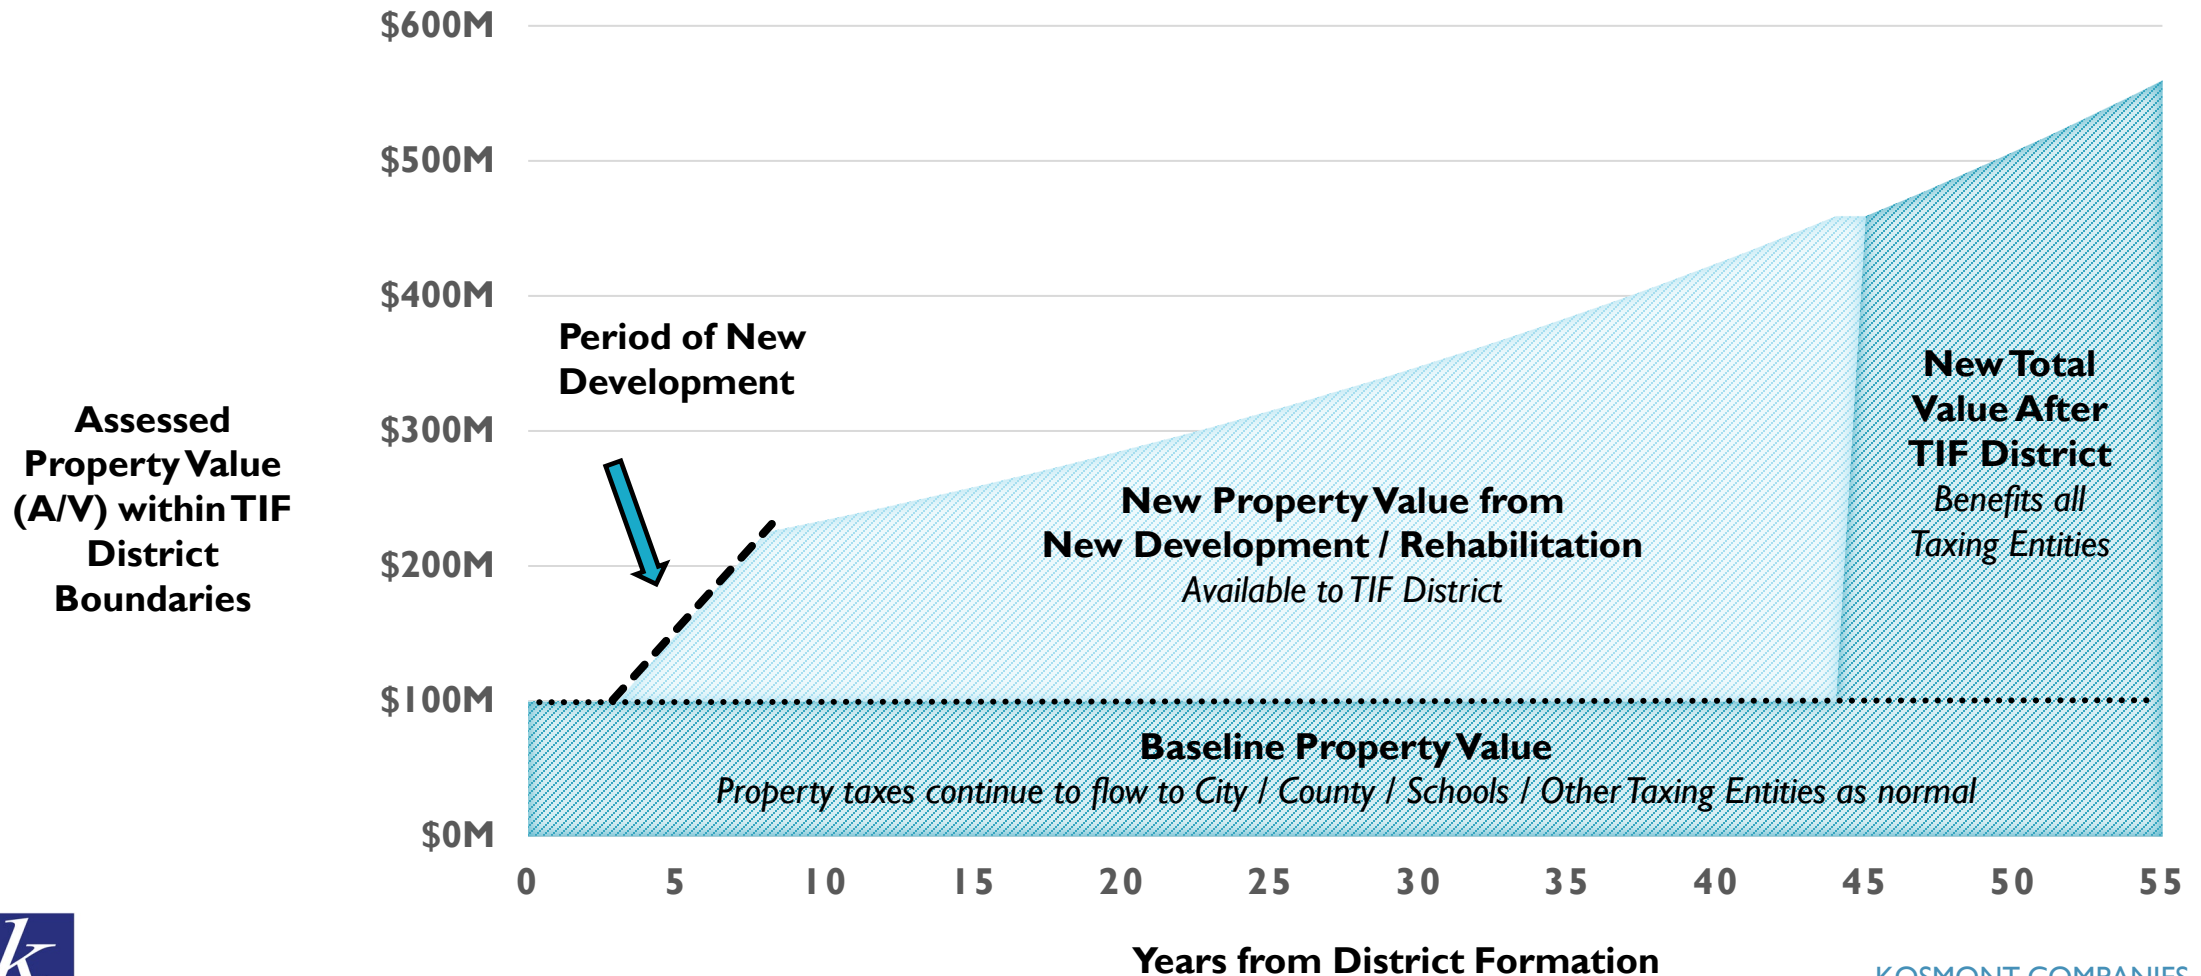 $600M
$500M
$400M
$300M
$200M
$100M
$0M
Assessed
Property Value
(A/V) within TIF
District
Boundaries
Period of New
Development
New Property Value from
New Development / Rehabilitation
Available to TIF District
New Total
Value After
TIF District
Benefits all
Taxing Entities
Baseline Property Value
Property taxes continue to flow to City / County / Schools / Other Taxing Entities as normal
0 5 10 15 20 25 30 35 40 45 50 55
Years from District Formation
k
KOSMONT COMPANIES